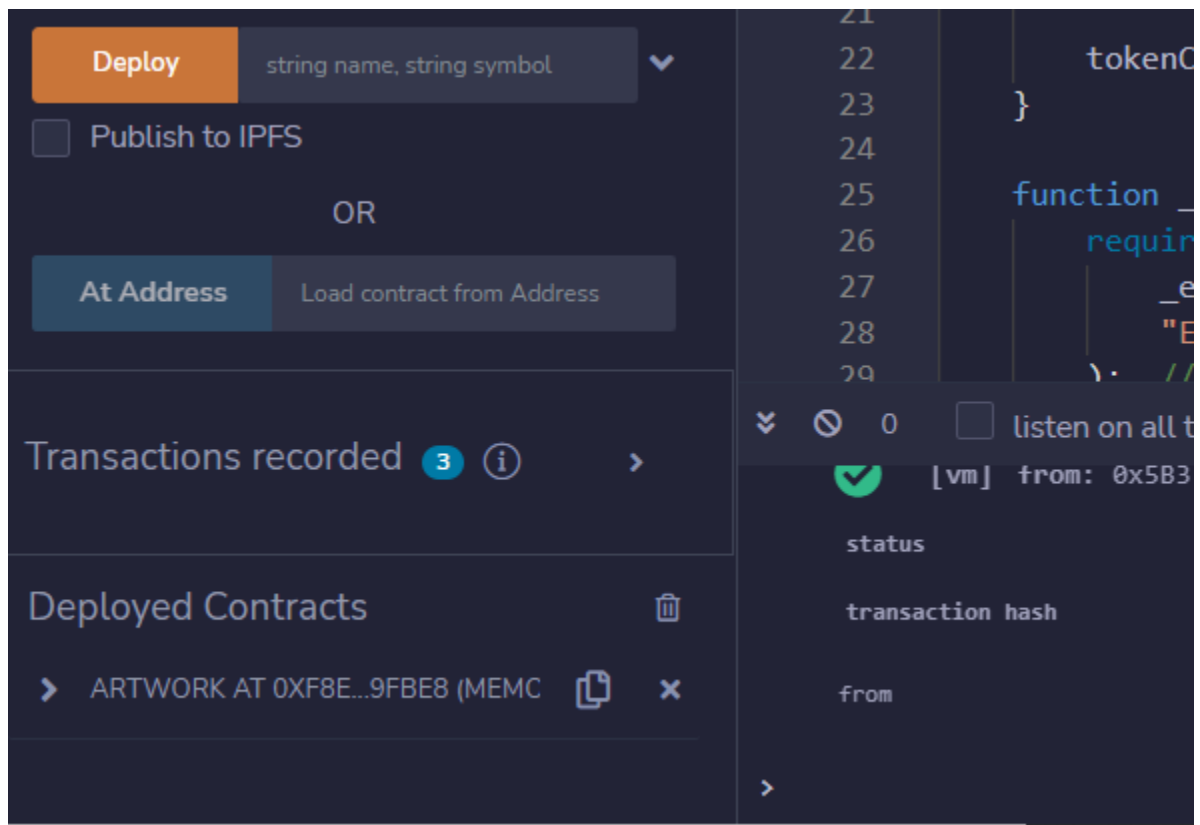 Deploy string name, string symbol
Publish to IPFS
OR
At Address Load contract from Address
Transactions recorded 3
Deployed Contracts
ARTWORK AT 0XF8E...9FBE8 (MEMC
21
22 tokenC
23 }
24
25 function _
26 requir
27 _e
28 "E
29 ); //
0 listen on all t
[vm] from: 0x5B3
status
transaction hash
from
>